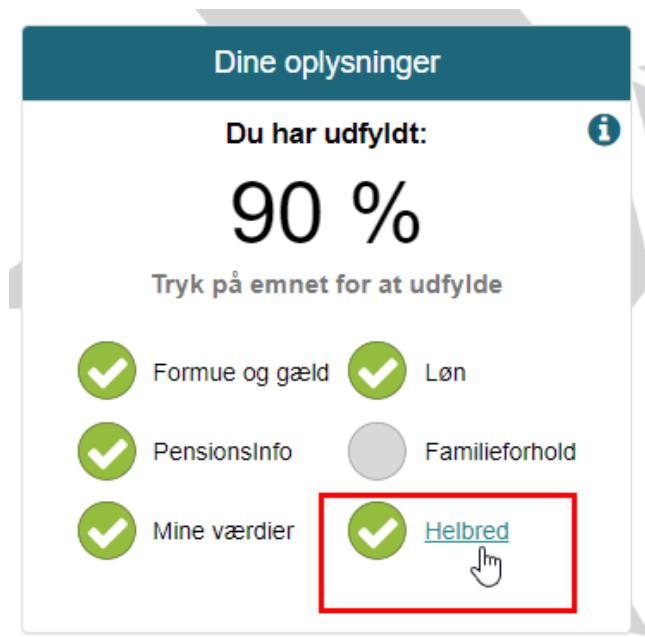 Dine oplysninger
Du har udfyldt:
90 %
Tryk på emnet for at udfylde
Formue og gæld
Løn
PensionsInfo
Familieforhold
Mine værdier
Helbred